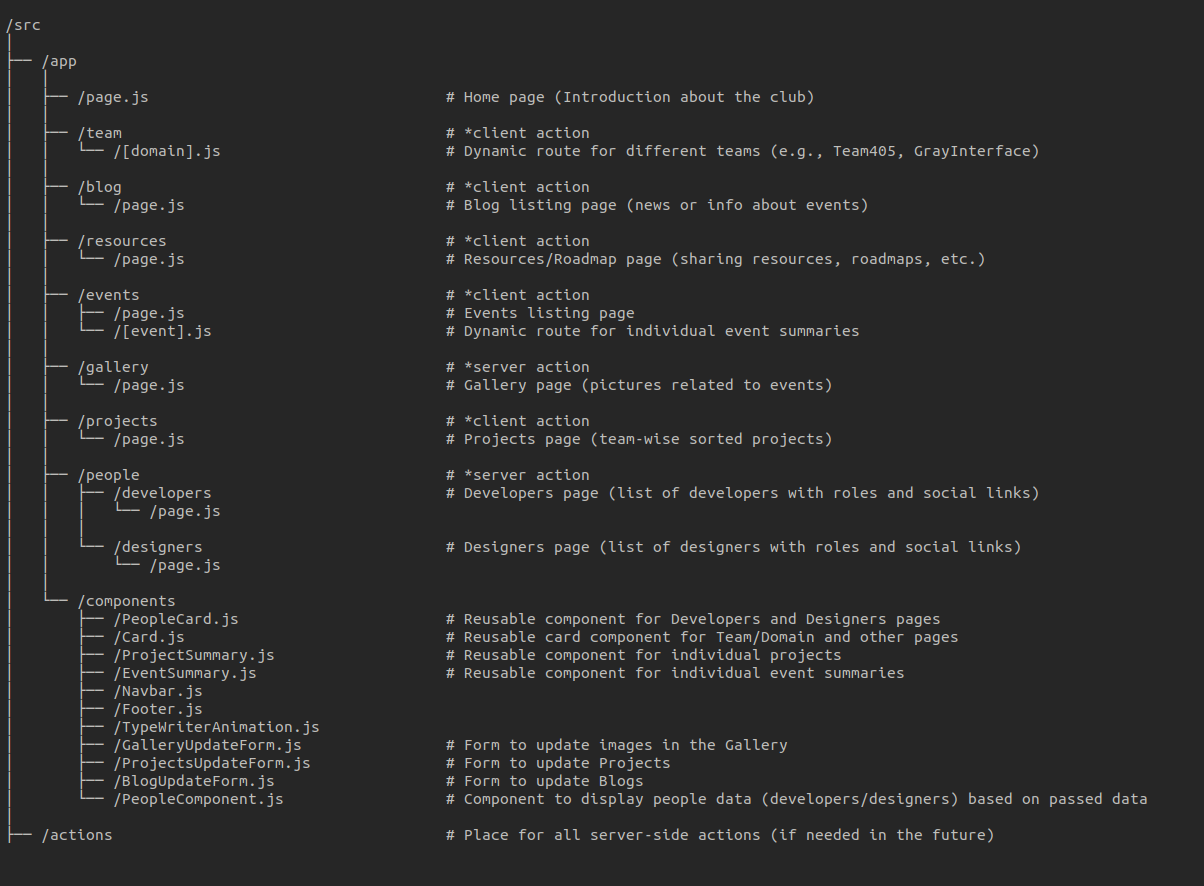 /src
│
├── /app
│   │
│   ├── /page.js                                 # Home page (Introduction about the club)
│   │
│   ├── /team                                    # *client action
│   │   └── /[domain].js                         # Dynamic route for different teams (e.g., Team405, GrayInterface)
│   │
│   ├── /blog                                    # *client action
│   │   └── /page.js                             # Blog listing page (news or info about events)
│   │
│   ├── /resources                               # *client action
│   │   └── /page.js                             # Resources/Roadmap page (sharing resources, roadmaps, etc.)
│   │
│   ├── /events                                  # *client action
│   │   ├── /page.js                             # Events listing page
│   │   └── /[event].js                          # Dynamic route for individual event summaries
│   │
│   ├── /gallery                                 # *server action
│   │   └── /page.js                             # Gallery page (pictures related to events)
│   │
│   ├── /projects                                # *client action
│   │   └── /page.js                             # Projects page (team-wise sorted projects)
│   │
│   ├── /people                                  # *server action
│   │   ├── /developers                          # Developers page (list of developers with roles and social links)
│   │   │   └── /page.js
│   │   │
│   │   └── /designers                           # Designers page (list of designers with roles and social links)
│   │       └── /page.js
│   │
│   └── /components
│       ├── /PeopleCard.js                       # Reusable component for Developers and Designers pages
│       ├── /Card.js                             # Reusable card component for Team/Domain and other pages
│       ├── /ProjectSummary.js                   # Reusable component for individual projects
│       ├── /EventSummary.js                     # Reusable component for individual event summaries
│       ├── /Navbar.js
│       ├── /Footer.js
│       ├── /TypeWriterAnimation.js
│       ├── /GalleryUpdateForm.js                # Form to update images in the Gallery
│       ├── /ProjectsUpdateForm.js               # Form to update Projects
│       ├── /BlogUpdateForm.js                   # Form to update Blogs
│       └── /PeopleComponent.js                  # Component to display people data (developers/designers) based on passed data
│
├── /actions                                     # Place for all server-side actions (if needed in the future)